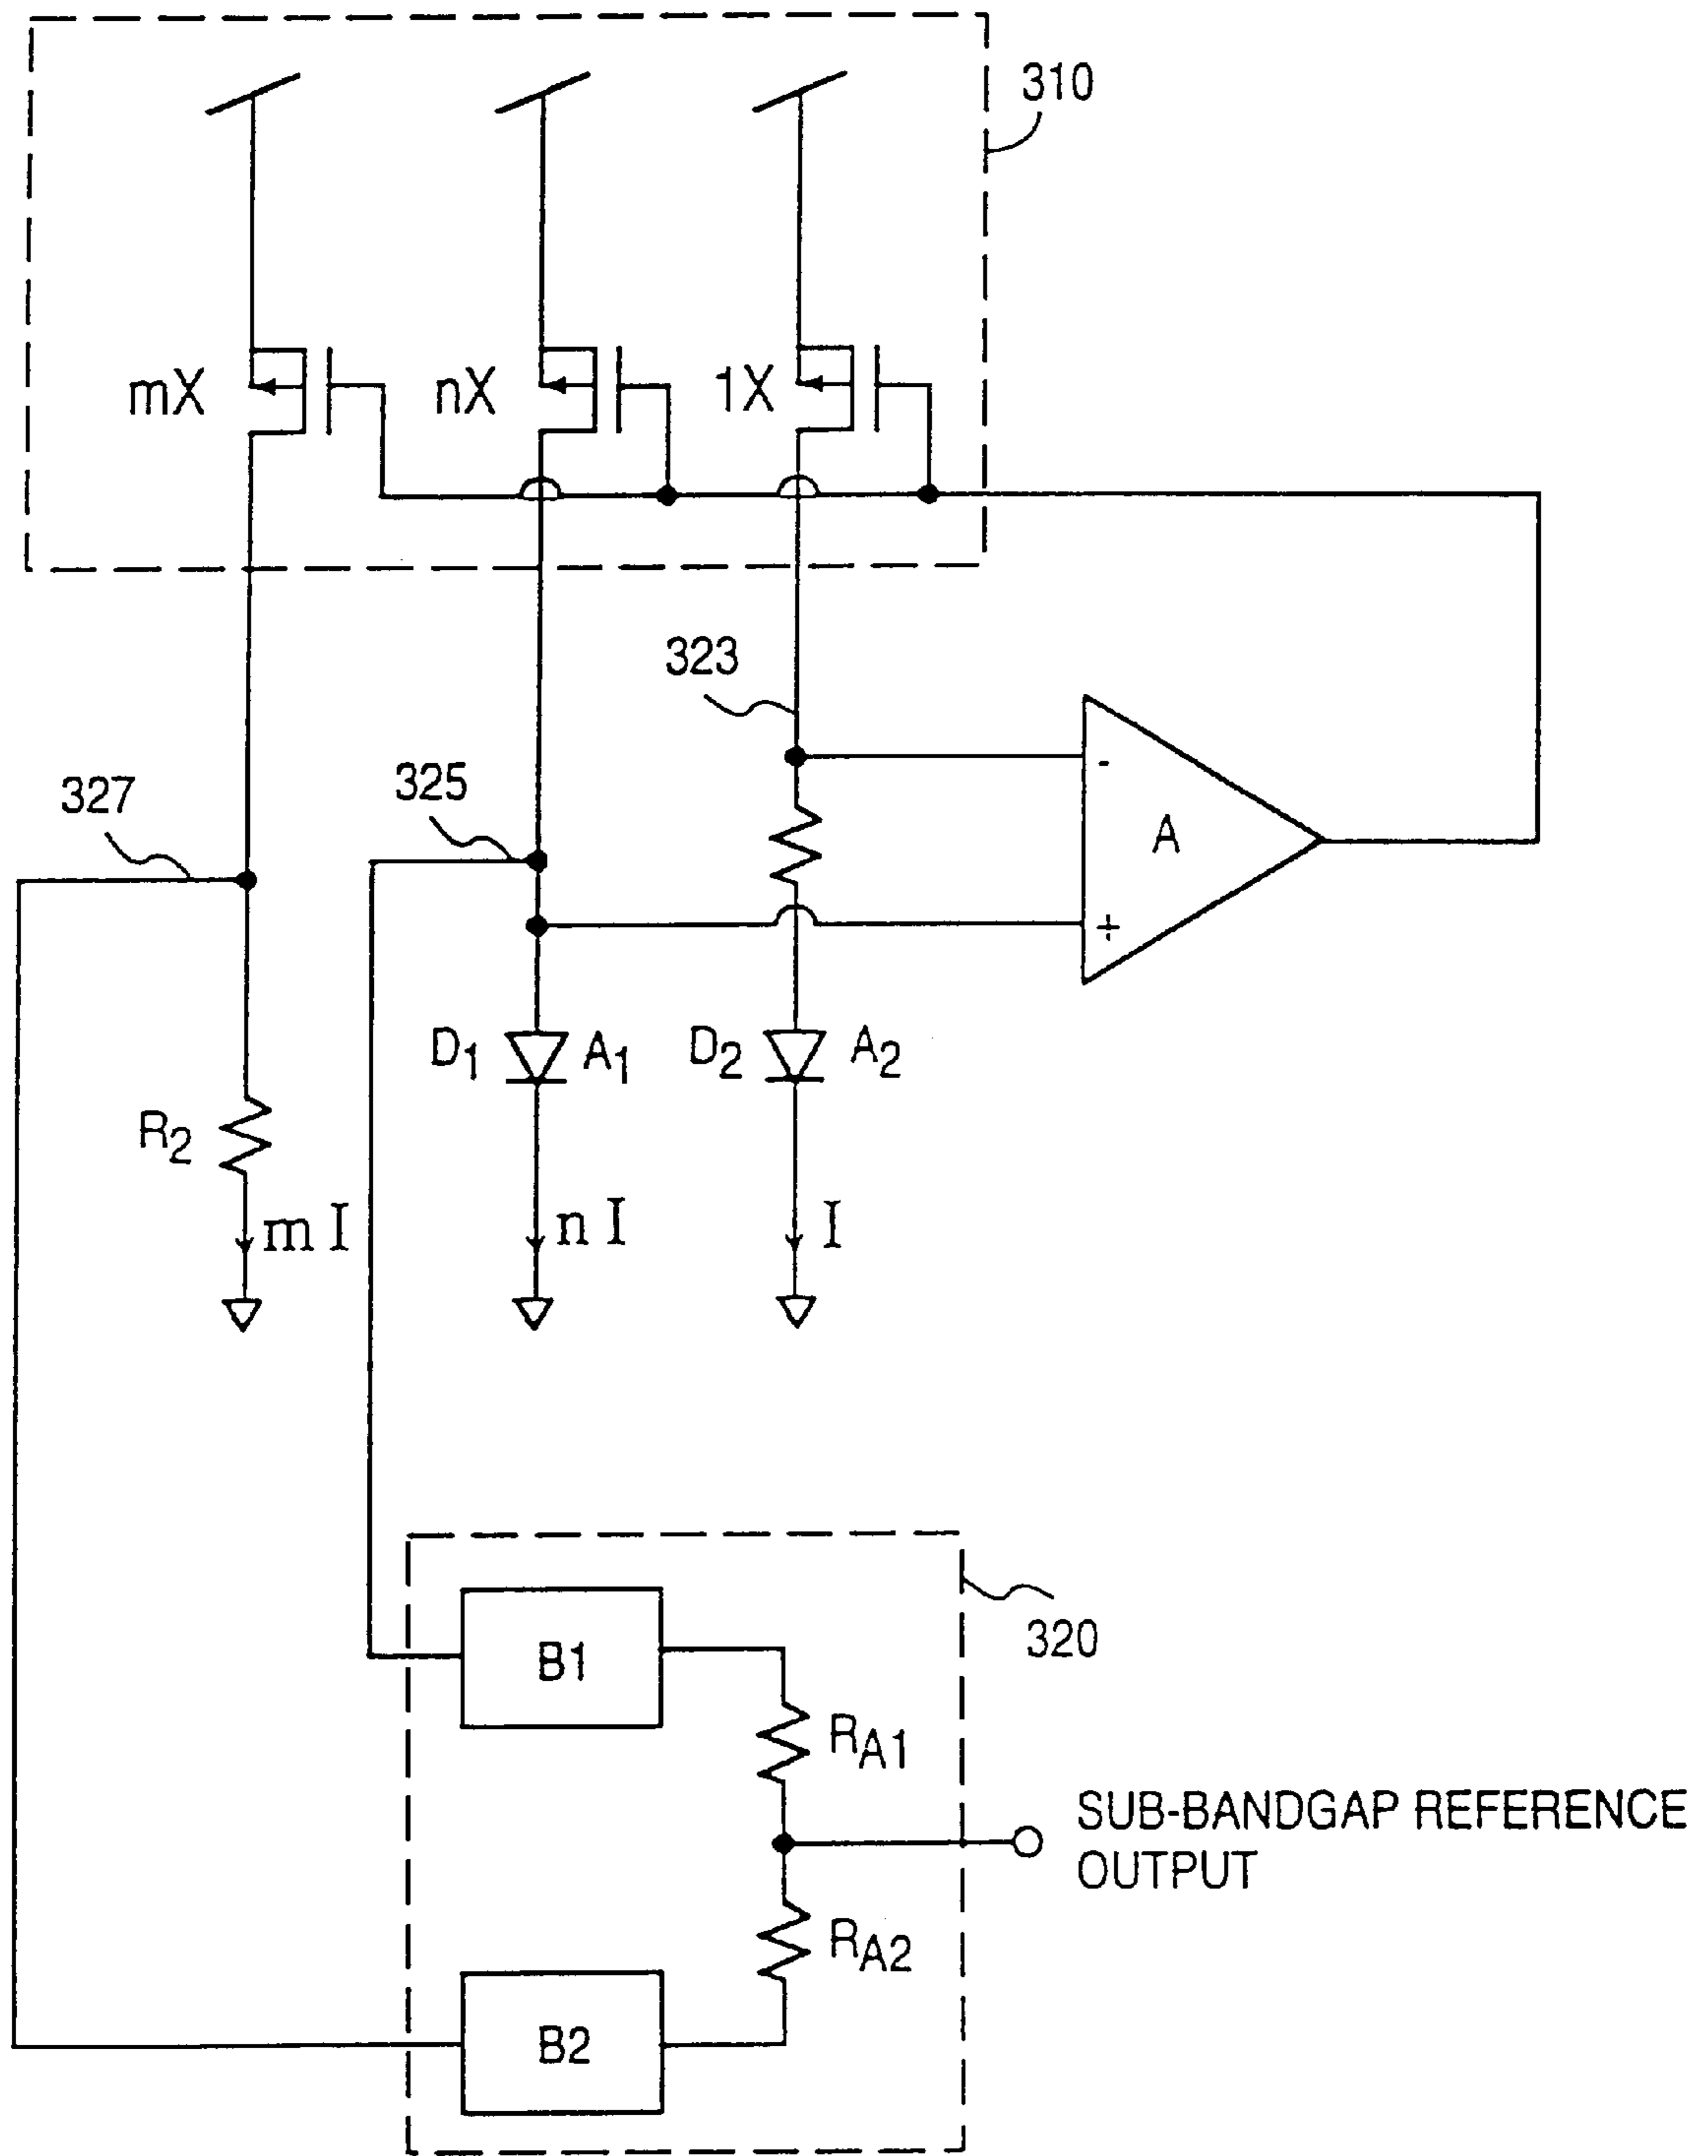 310
mX
nX
1X
323
327
325
-
A
+
D1
A1
D2
A2
R2
mI
nI
I
320
B1
RA1
SUB-BANDGAP REFERENCE
OUTPUT
RA2
B2